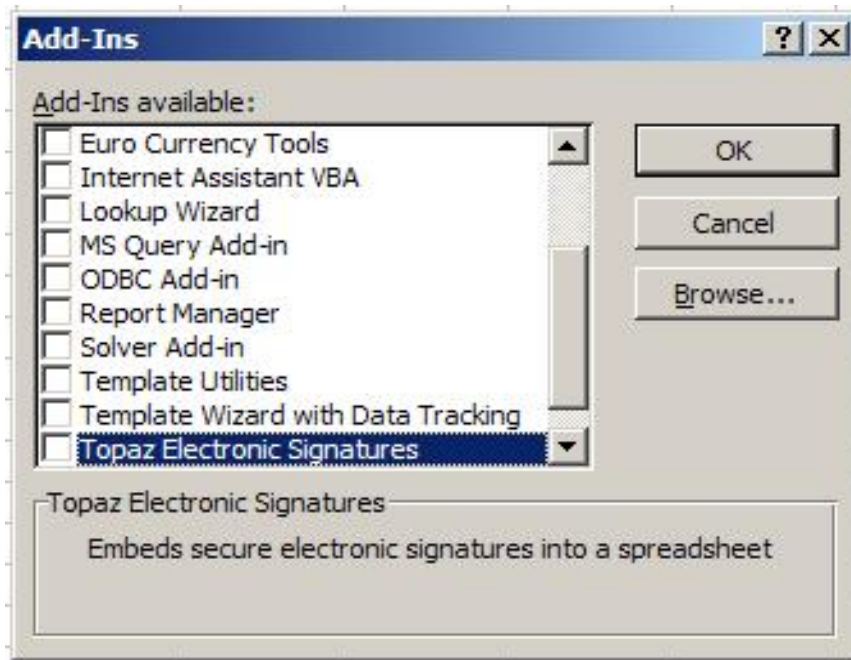 Add-Ins
Add-Ins available:
Euro Currency Tools
Internet Assistant VBA
Lookup Wizard
MS Query Add-in
ODBC Add-in
Report Manager
Solver Add-in
Template Utilities
Template Wizard with Data Tracking
Topaz Electronic Signatures
OK
Cancel
Browse...
Topaz Electronic Signatures
Embeds secure electronic signatures into a spreadsheet